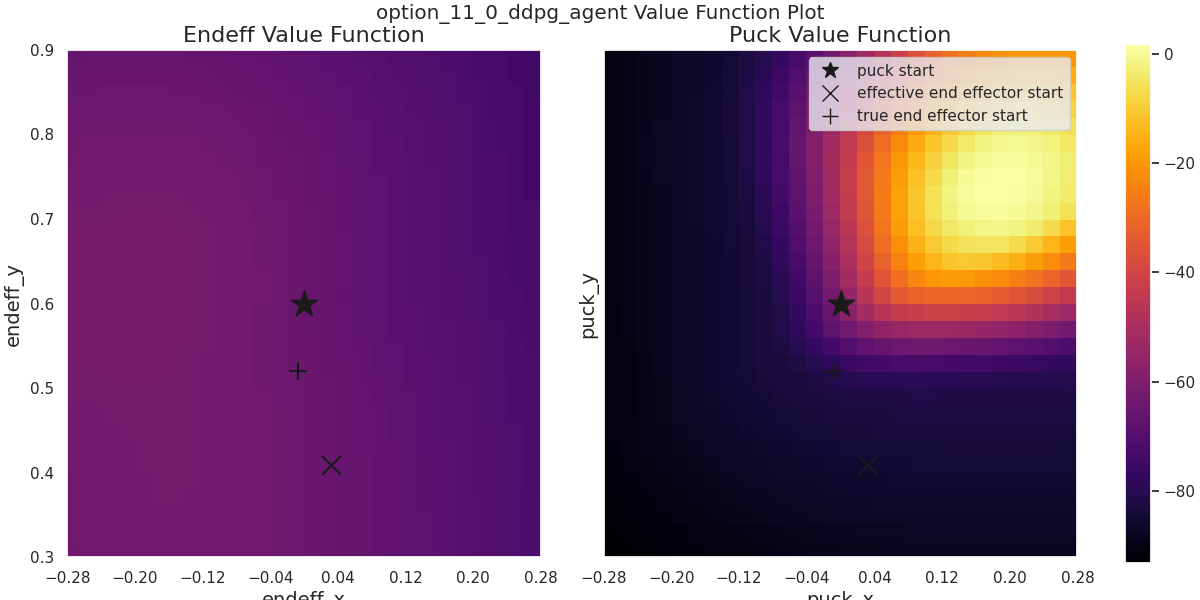 option_11_0_ddpg_agent Value Function Plot
Endeff Value Function
Puck Value Function
puck start
effective end effector start
true end effector start
endeff_y
0.9
0.8
0.7
0.6
0.5
0.4
0.3
−0.28 −0.20 −0.12 −0.04 0.04 0.12 0.20 0.28
endeff_x
puck_y
−0.28 −0.20 −0.12 −0.04 0.04 0.12 0.20 0.28
puck_x
0
−20
−40
−60
−80